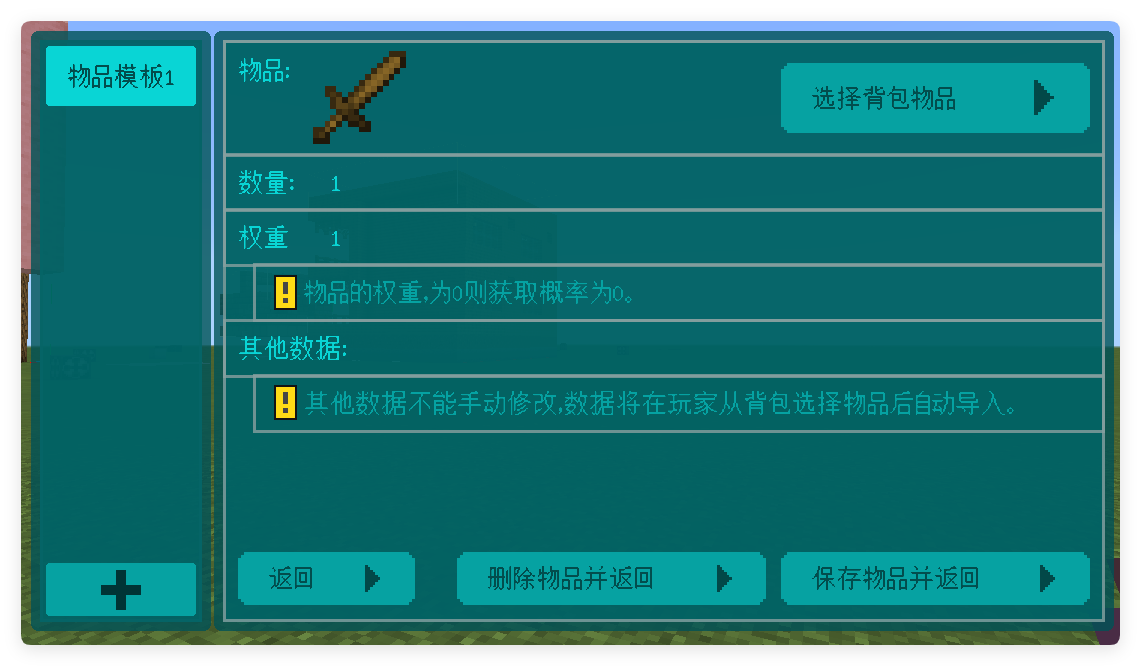 物品模板1
物品:
选择背包物品
数量: 1
权重 1
物品的权重,为0则获取概率为0。
其他数据:
其他数据不能手动修改,数据将在玩家从背包选择物品后自动导入。
返回
删除物品并返回
保存物品并返回